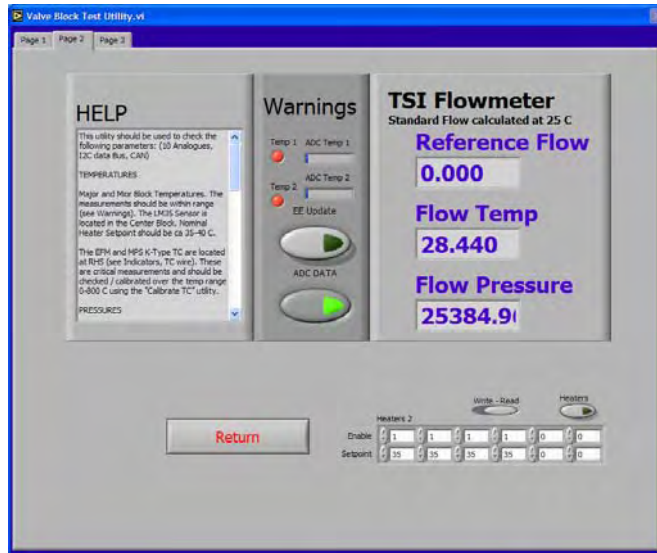 Valve Block Test Utility.vi
Page 1 Page 2 Page 3
HELP
This utility should be used to check the
following parameters: (10 Analogues,
I2C data Bus, CAN)
TEMPERATURES
Major and Mor Block Temperatures. The
measurements should be within range
(see Warnings). The LM35 Sensor is
located in the Center Block, Nominal
Heater Setpoint should be ca 35-40 C.
The EFM and MPS K-Type TC are located
at RHS (see Indicators, TC wire). These
are critical measurements and should be
checked / calibrated over the temp range
0-800 C using the "Calibrate TC" utility.
PRESSURES
Warnings
Temp 1 ADC Temp 1
ADC Temp 2
Temp 2
EE Update
ADC DATA
TSI Flowmeter
Standard Flow calculated at 25 C
Reference Flow
0.000
Flow Temp
28.440
Flow Pressure
25384.9
Return
Write - Read Heaters
Heaters 2
Enable 1 1 1 1 0 0
Setpoint 35 35 35 35 0 0